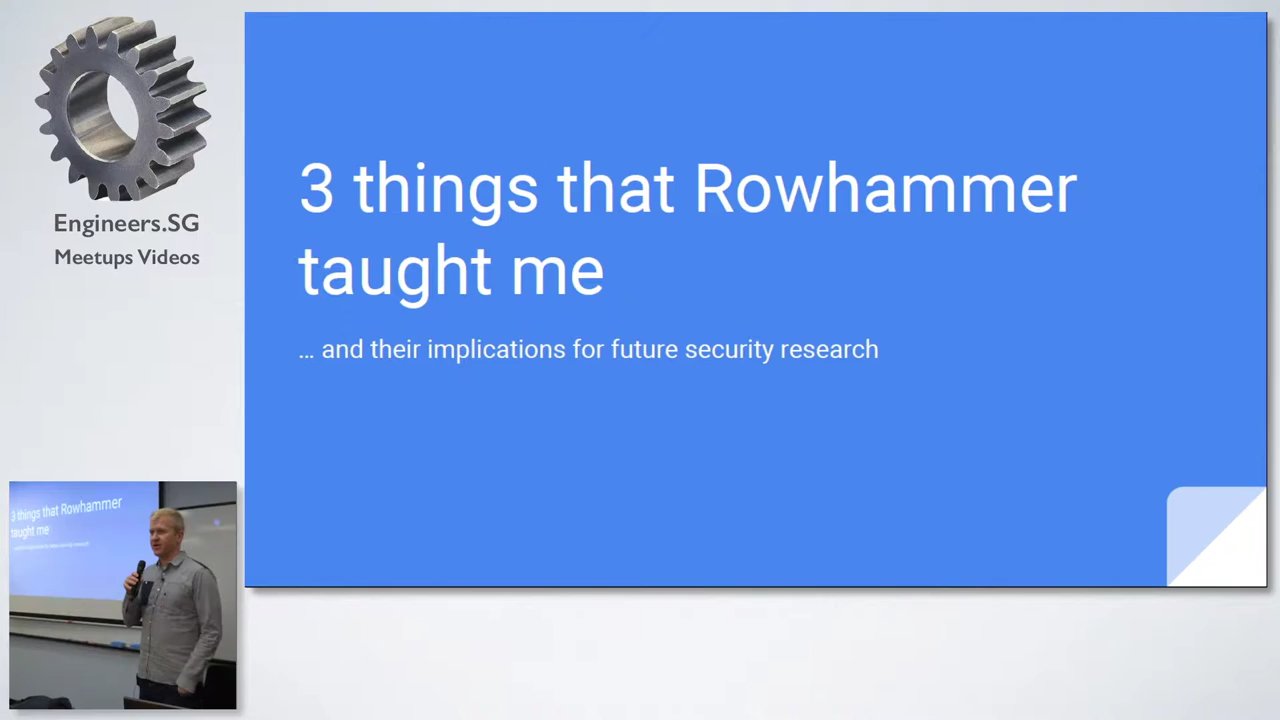 Engineers.SG
Meetups Videos
3 things that Rowhammer
taught me
... and their implications for future security research
3 things that Rowhammer
taught me